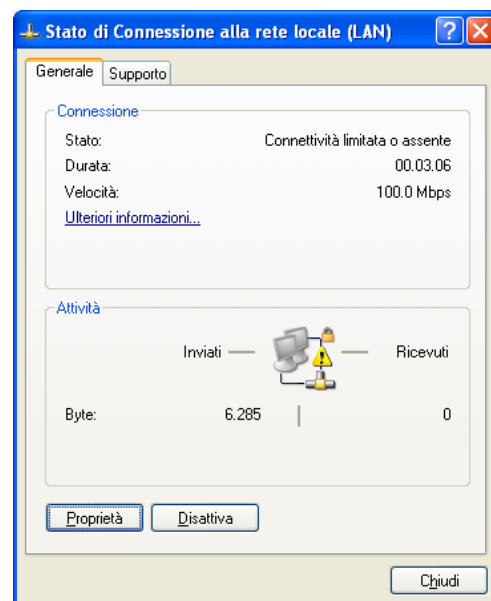 Stato di Connessione alla rete locale (LAN)
Generale Supporto
Connessione
Stato: Connettività limitata o assente
Durata: 00.03.06
Velocità: 100.0 Mbps
Ulteriori informazioni...
Attività
Inviati Ricevuti
Byte: 6.285 0
Proprietà Disattiva
Chiudi